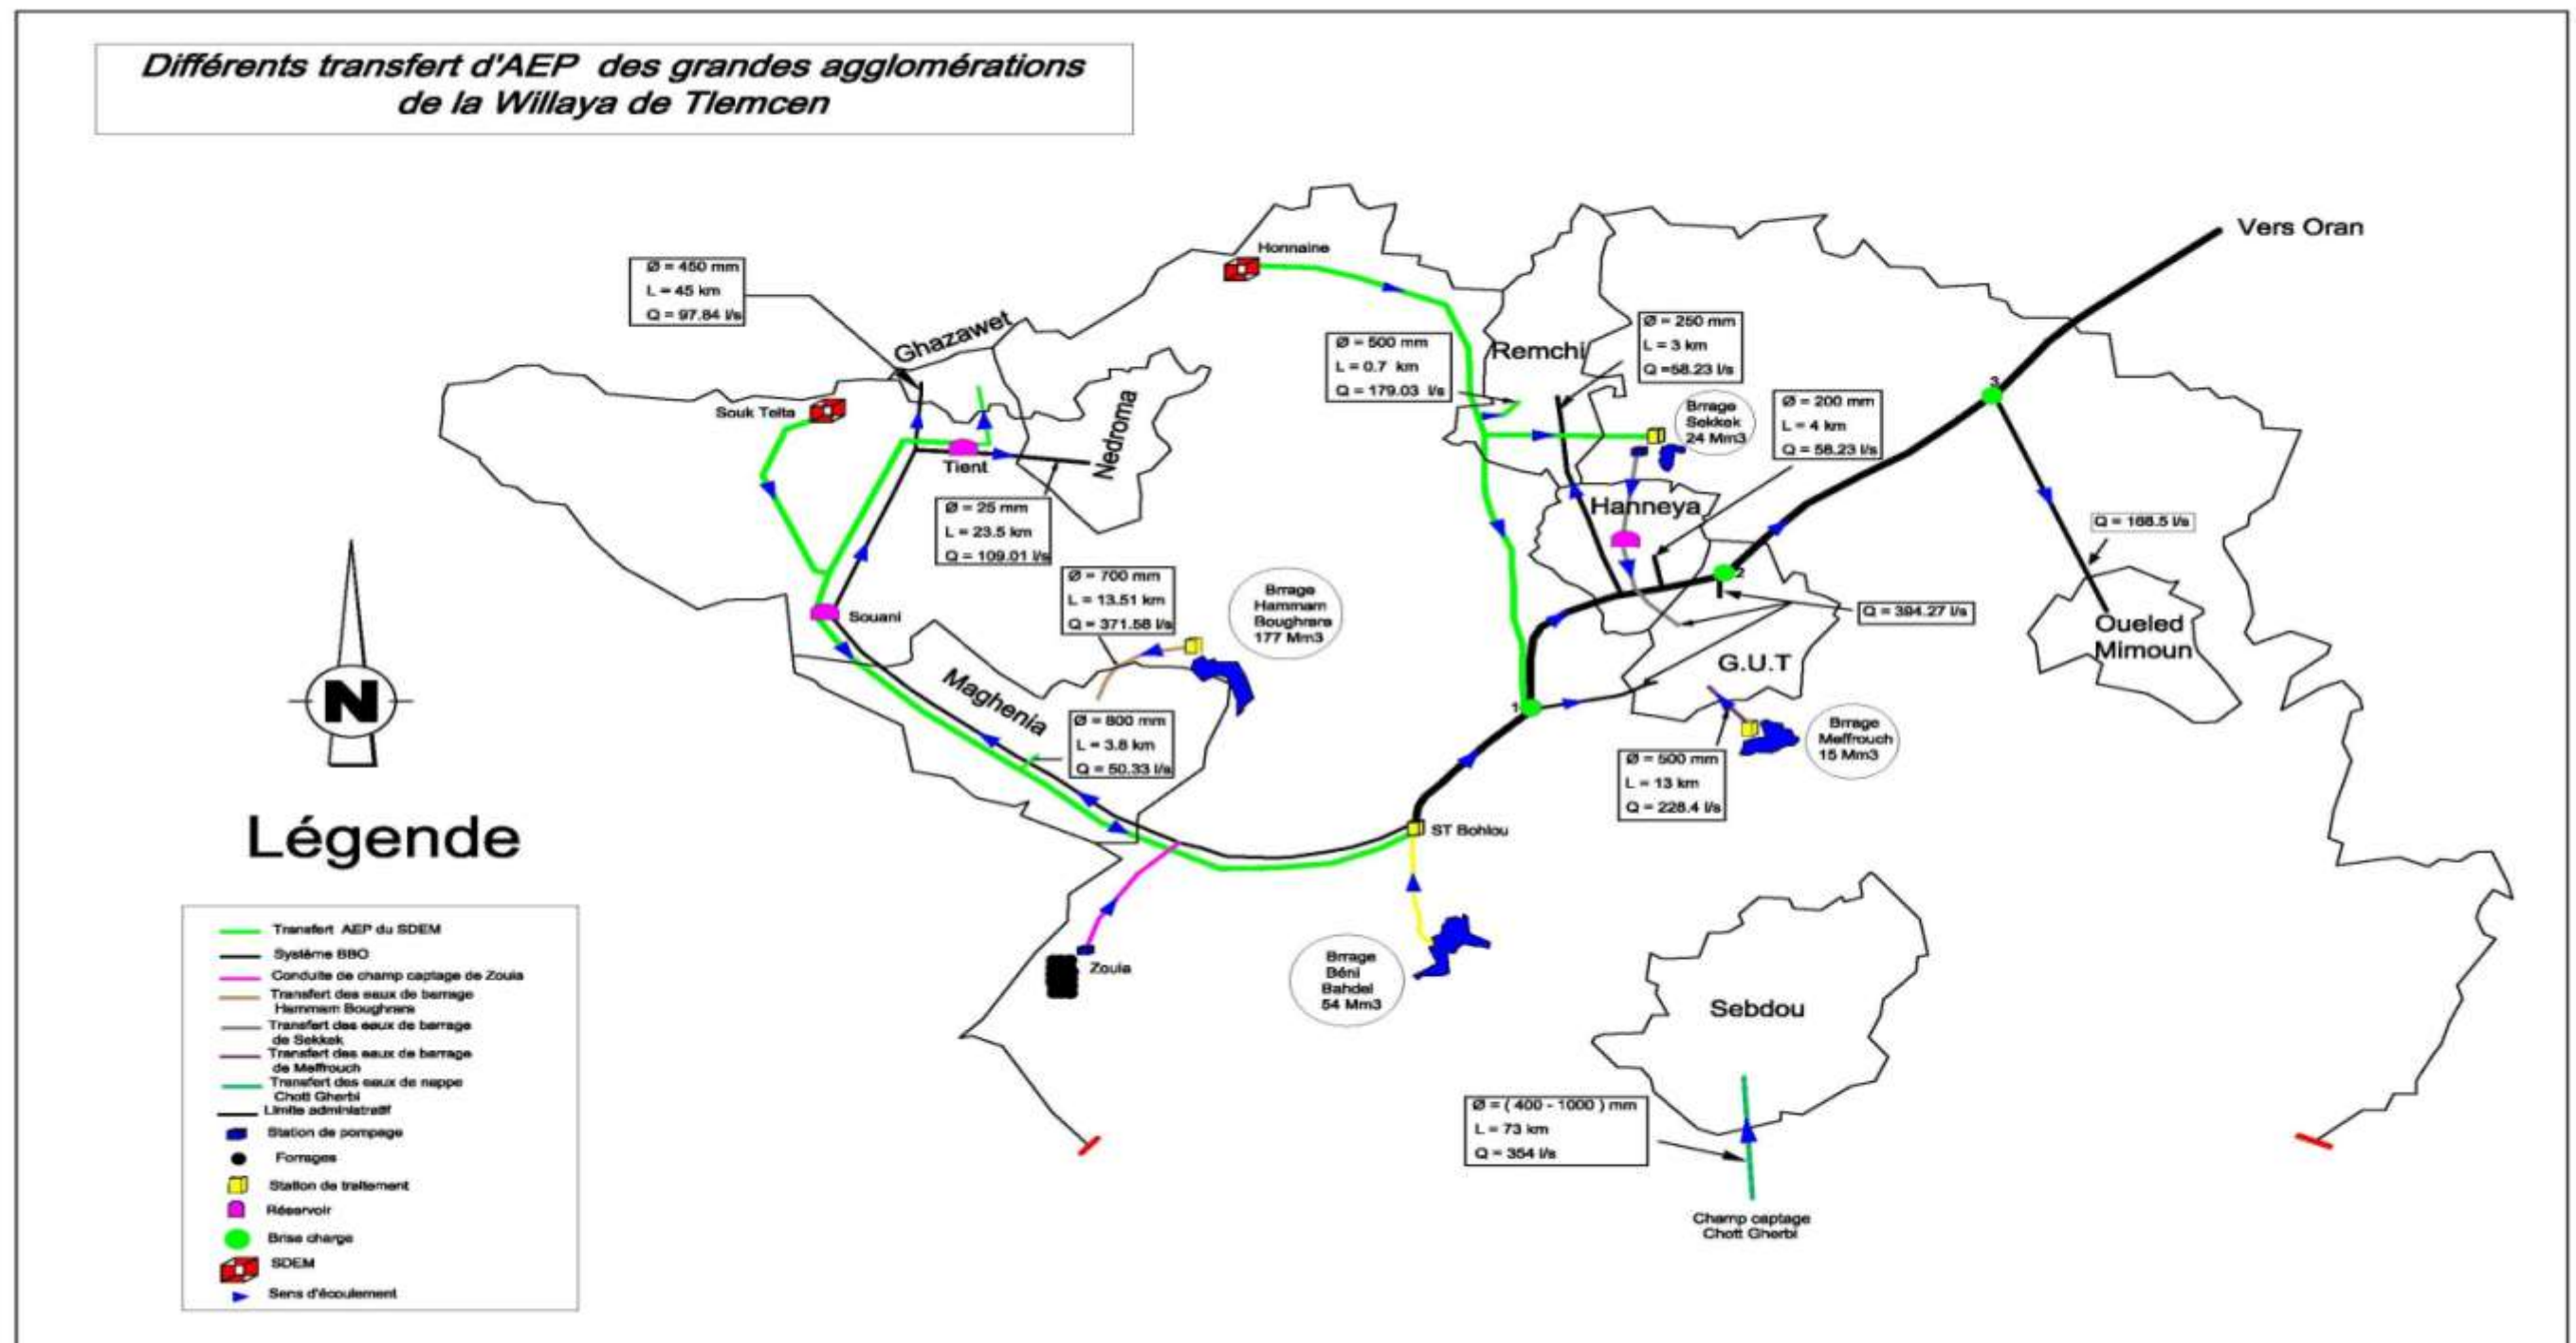 Différents transfert d'AEP des grandes agglomérations
de la Willaya de Tlemcen
Vers Oran
Honnaine
Ø = 450 mm
L = 45 km
Q = 97.84 l/s
Ghazawet
Ø = 500 mm
L = 0.7 km
Q = 179.03 l/s
Remchi
Ø = 250 mm
L = 3 km
Q =58.23 l/s
Brrage
Sekkek
24 Mm3
Ø = 200 mm
L = 4 km
Q = 58.23 l/s
3
Souk Telta
Nedroma
Tient
Ø = 25 mm
L = 23.5 km
Q = 109.01 l/s
Hanneya
Q = 168.5 l/s
2
Ø = 700 mm
L = 13.51 km
Q = 371.58 l/s
Brrage
Hammam
Boughrara
177 Mm3
Souani
Q = 394.27 l/s
Oueled
Mimoun
G.U.T
Maghenia
1
Ø = 800 mm
L = 3.8 km
Q = 50.33 l/s
Brrage
Meffrouch
15 Mm3
Ø = 500 mm
L = 13 km
Q = 228.4 l/s
ST Bohlou
N
Légende
Transfert AEP du SDEM
Système BBO
Conduite de champ captage de Zouia
Transfert des eaux de barrage
Hammam Boughrara
Transfert des eaux de barrage
de Sekkek
Transfert des eaux de barrage
de Meffrouch
Transfert des eaux de nappe
Chott Gherbi
Limite administratif
Station de pompage
Forrages
Station de traitement
Réservoir
Brise charge
SDEM
Sens d'écoulement
Zouia
Brrage
Béni
Bahdel
54 Mm3
Sebdou
Ø = ( 400 - 1000 ) mm
L = 73 km
Q = 354 l/s
Champ captage
Chott Gherbi